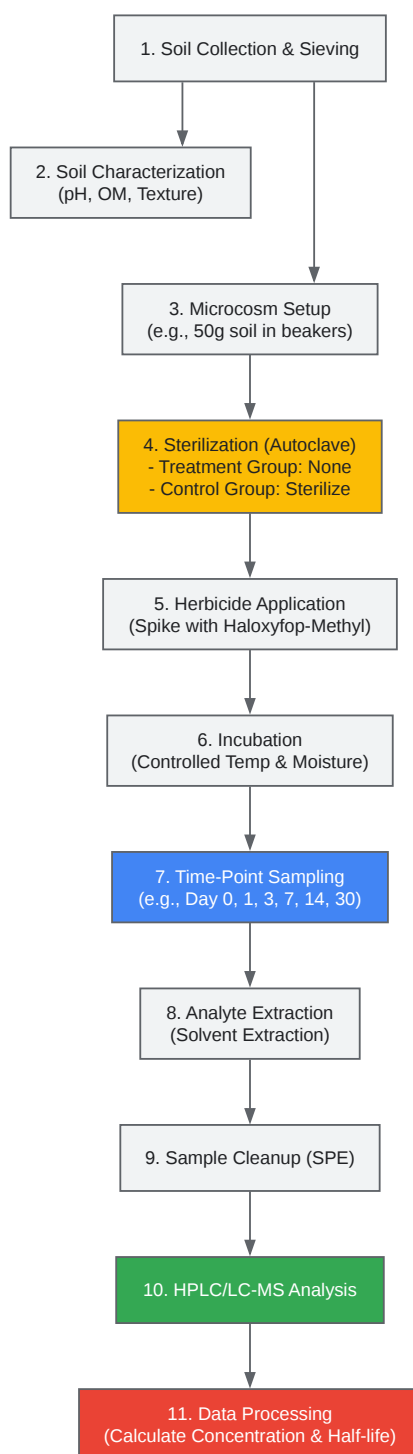 1. Soil Collection & Sieving
2. Soil Characterization
(pH, OM, Texture)
3. Microcosm Setup
(e.g., 50g soil in beakers)
4. Sterilization (Autoclave)
- Treatment Group: None
- Control Group: Sterilize
5. Herbicide Application
(Spike with Haloxyfop-Methyl)
6. Incubation
(Controlled Temp & Moisture)
7. Time-Point Sampling
(e.g., Day 0, 1, 3, 7, 14, 30)
8. Analyte Extraction
(Solvent Extraction)
9. Sample Cleanup (SPE)
10. HPLC/LC-MS Analysis
11. Data Processing
(Calculate Concentration & Half-life)